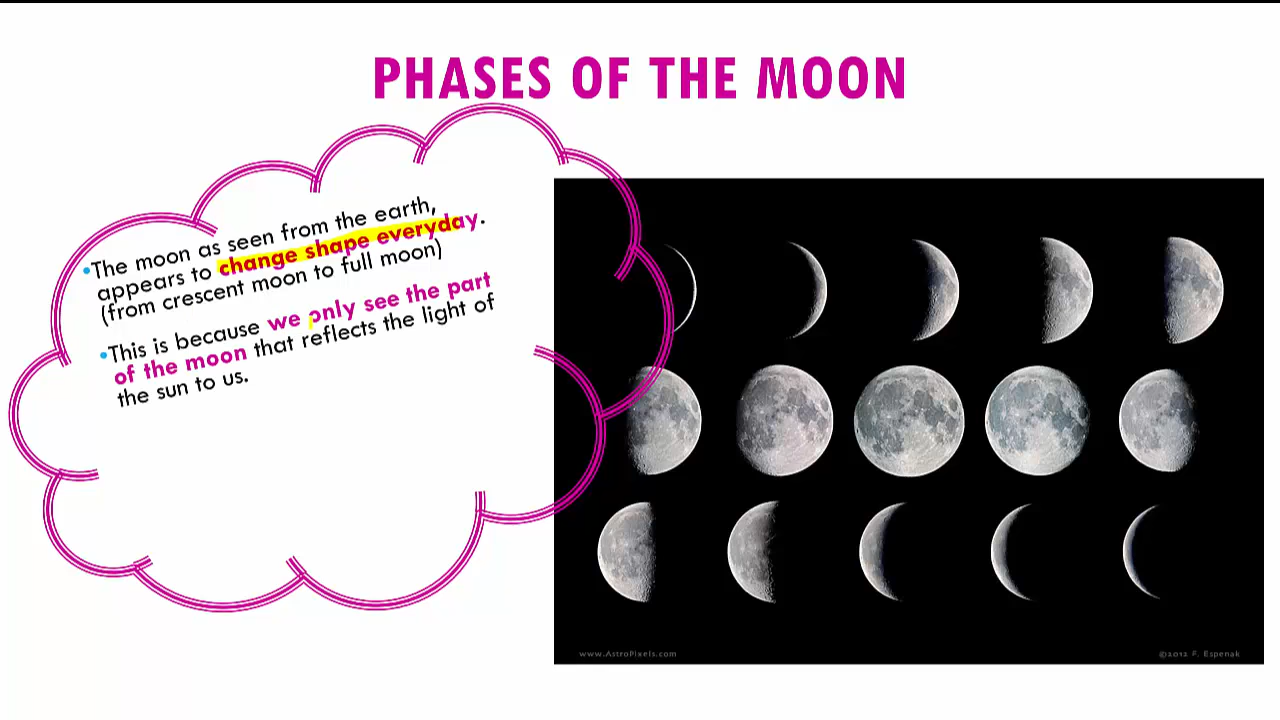 PHASES OF THE MOON
•The moon as seen from the earth,
appears to change shape everyday.
(from crescent moon to full moon)
•This is because we only see the part
of the moon that reflects the light of
the sun to us.
www.AstroPixels.com
©2012 F. Espenak